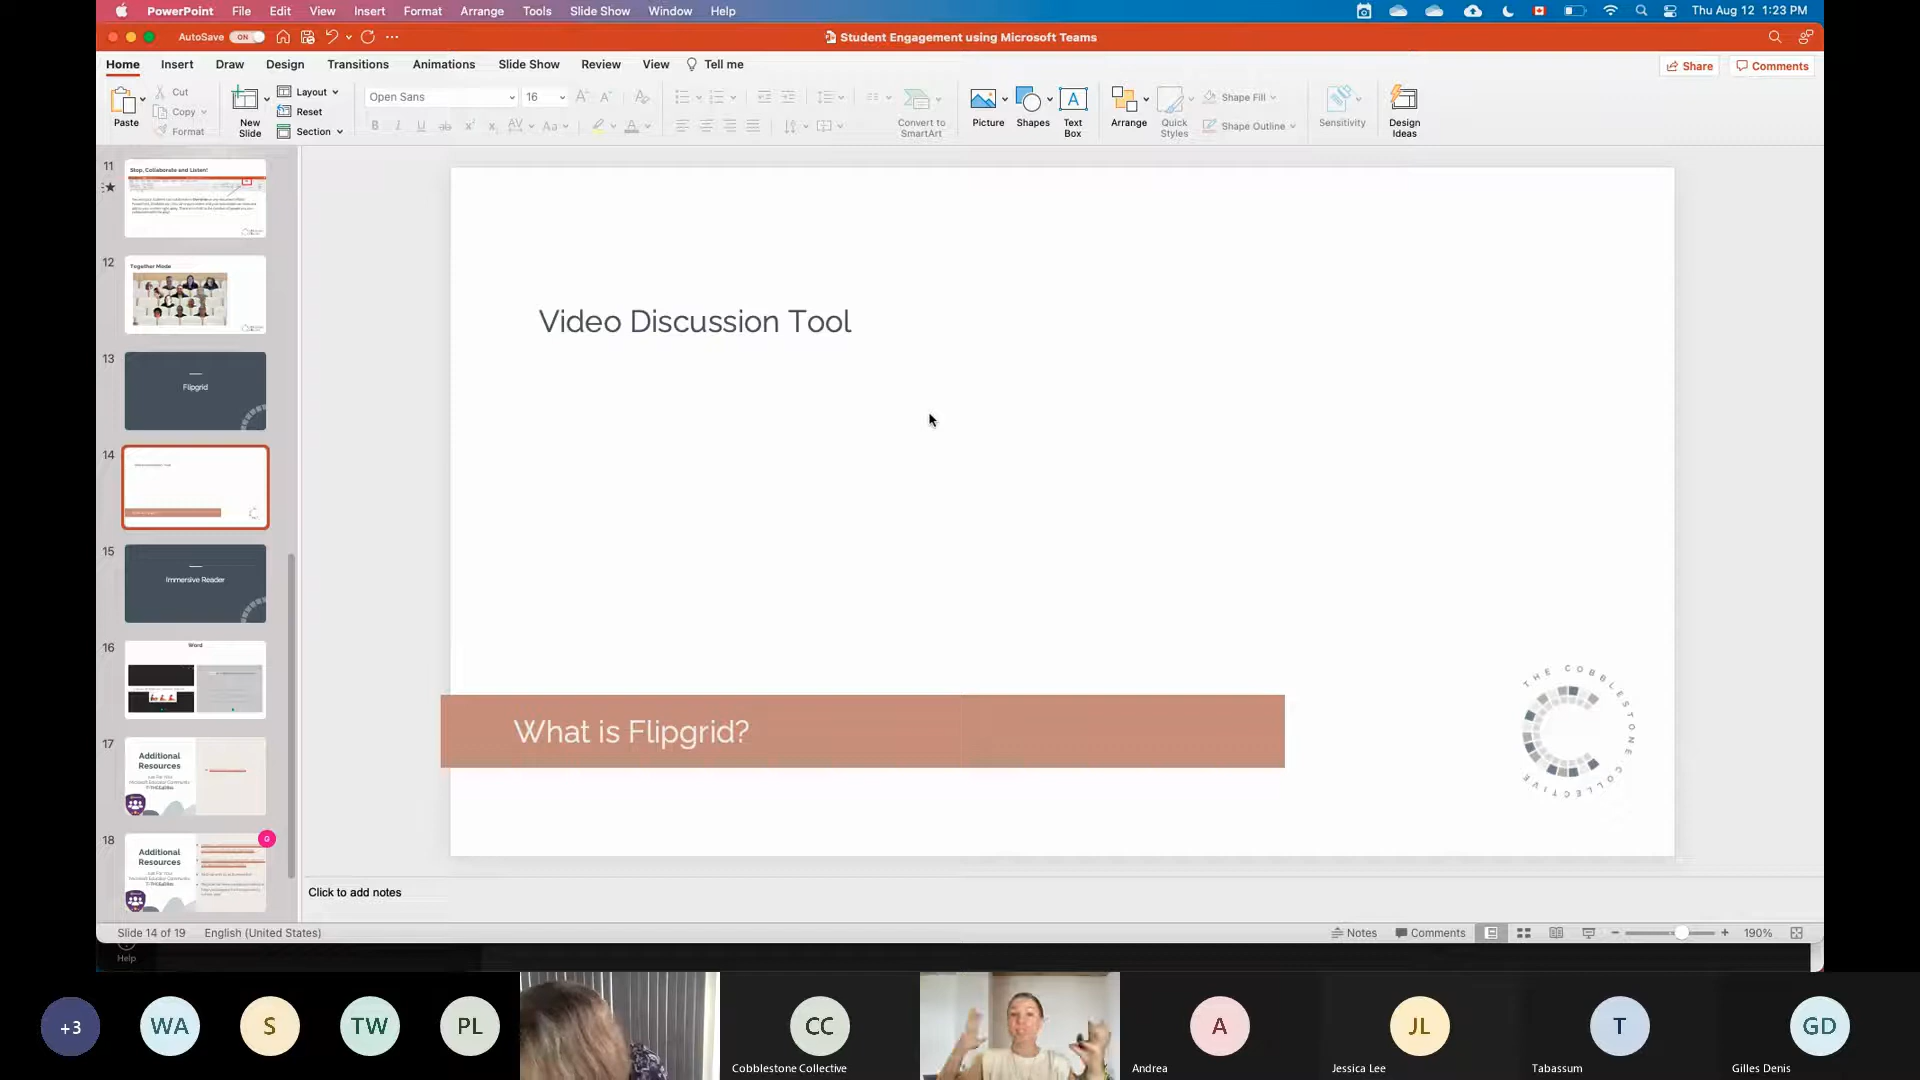 PowerPoint File Edit View Insert Format Arrange Tools Slide Show Window Help Thu Aug 12 1:23 PM
AutoSave ON Student Engagement using Microsoft Teams
Home Insert Draw Design Transitions Animations Slide Show Review View Tell me Share Comments
Paste Cut Copy Format
New Slide Layout Reset Section
Open Sans 16
Convert to SmartArt
Picture Shapes Text Box Arrange Quick Styles Shape Fill Shape Outline Sensitivity Design Ideas
11
Stop, Collaborate and Listen!
12
Together Mode
13
Flipgrid
14
15
Immersive Reader
16
Word
17
Additional
Resources
18
Additional
Resources
Video Discussion Tool
What is Flipgrid?
THE COBBLESTONE COLLECTIVE
Click to add notes
Slide 14 of 19 English (United States) Notes Comments 190%
Help
+3 WA S TW PL CC A JL T GD
Cobblestone Collective Andrea Jessica Lee Tabassum Gilles Denis